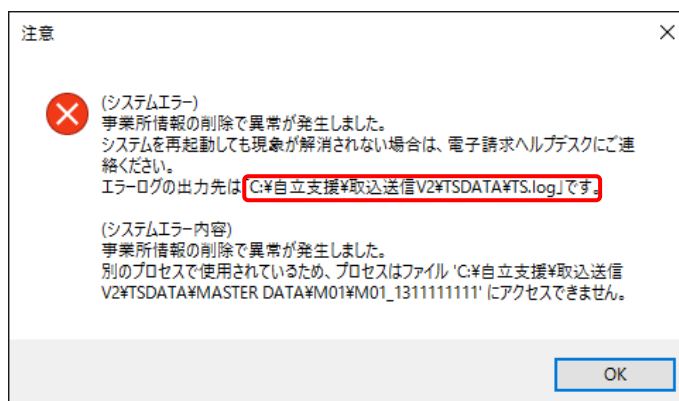 注意
(システムエラー)
事業所情報の削除で異常が発生しました。
システムを再起動しても現象が解消されない場合は、電子請求ヘルプデスクにご連
絡ください。
エラーログの出力先は「C:¥自立支援¥取込送信V2¥TSDATA¥TS.log」です。
(システムエラー内容)
事業所情報の削除で異常が発生しました。
別のプロセスで使用されているため、プロセスはファイル 'C:¥自立支援¥取込送信
V2¥TSDATA¥MASTER DATA¥M01¥M01_1311111111' にアクセスできません。
OK